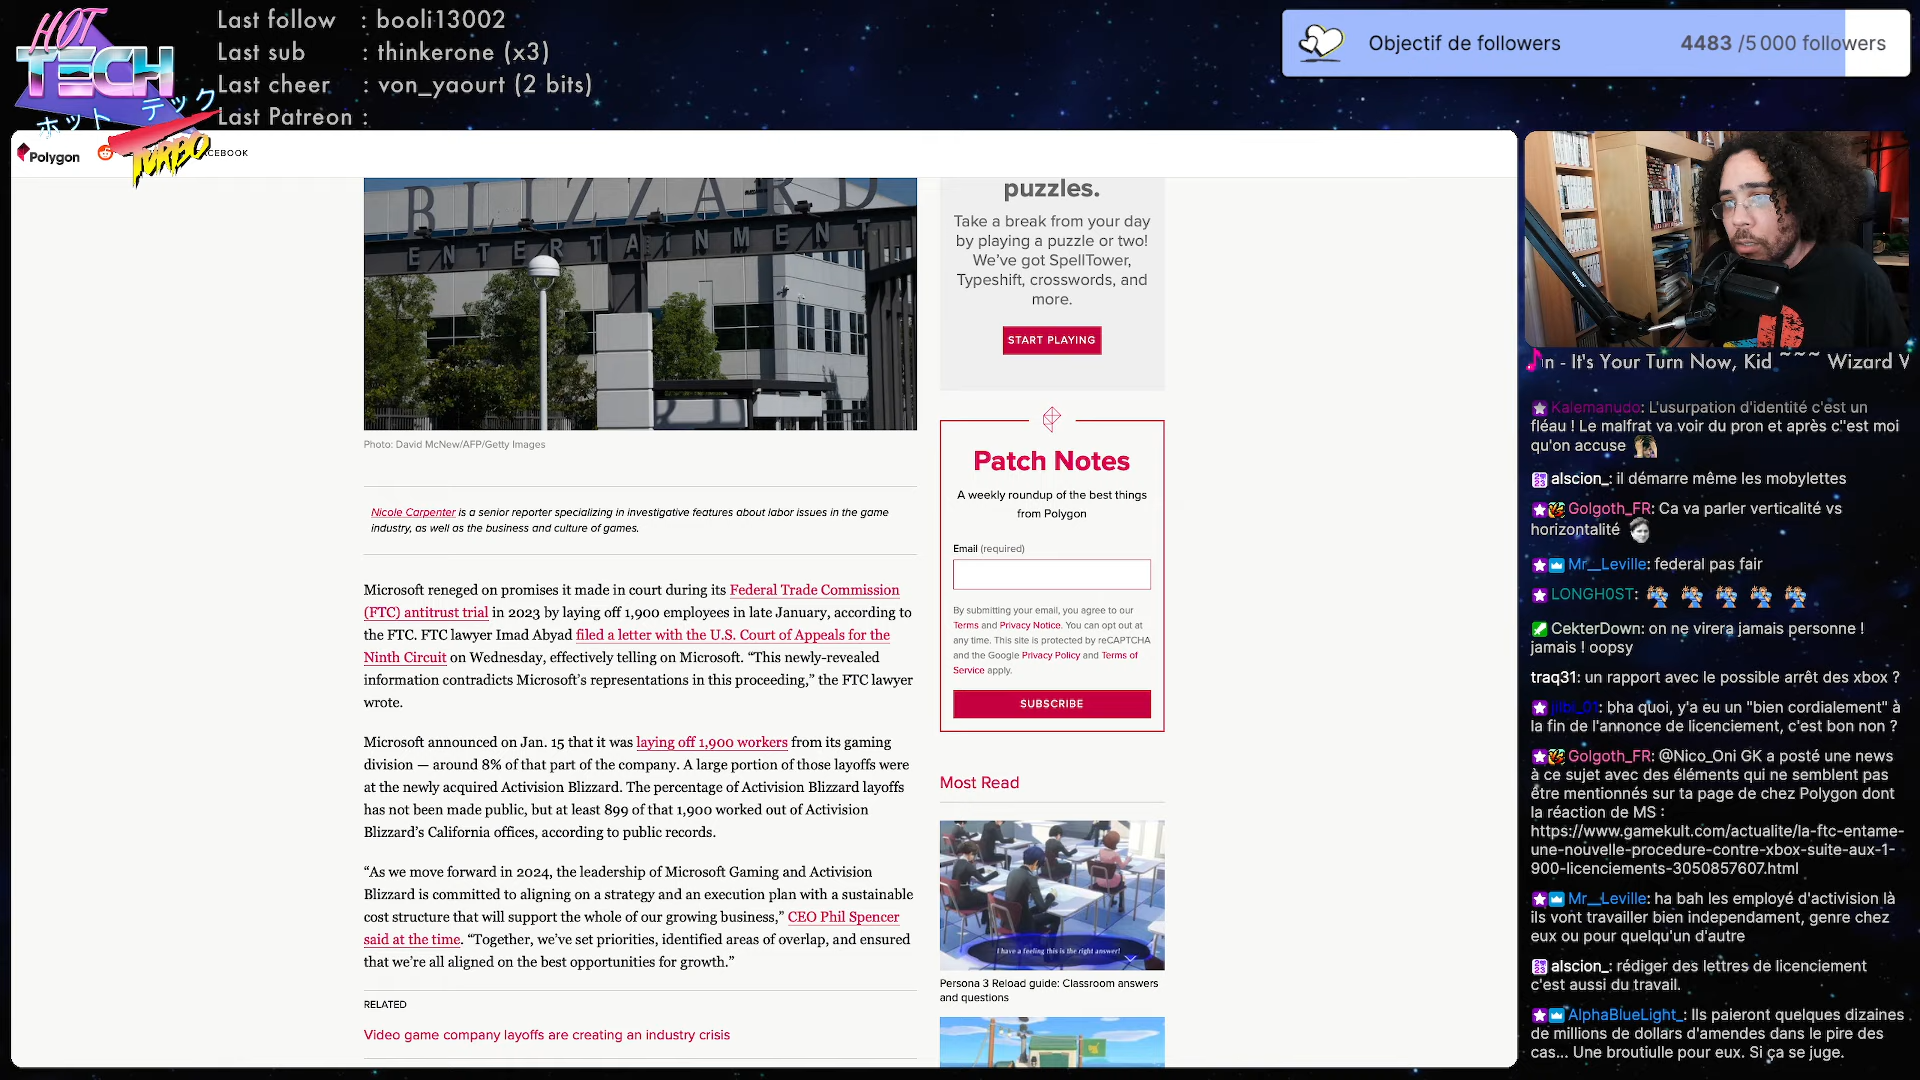 HOT
TECH
ホット テック
TURBO
Last follow : booli13002
Last sub : thinkerone (x3)
Last cheer : von_yaourt (2 bits)
Last Patreon :
Objectif de followers 4483 /5 000 followers
Polygon
CEBOOK
BLIZZARD
ENTERTAINMENT
Photo: David McNew/AFP/Getty Images
Nicole Carpenter is a senior reporter specializing in investigative features about labor issues in the game
industry, as well as the business and culture of games.
Microsoft reneged on promises it made in court during its Federal Trade Commission
(FTC) antitrust trial in 2023 by laying off 1,900 employees in late January, according to
the FTC. FTC lawyer Imad Abyad filed a letter with the U.S. Court of Appeals for the
Ninth Circuit on Wednesday, effectively telling on Microsoft. “This newly-revealed
information contradicts Microsoft’s representations in this proceeding,” the FTC lawyer
wrote.
Microsoft announced on Jan. 15 that it was laying off 1,900 workers from its gaming
division — around 8% of that part of the company. A large portion of those layoffs were
at the newly acquired Activision Blizzard. The percentage of Activision Blizzard layoffs
has not been made public, but at least 899 of that 1,900 worked out of Activision
Blizzard’s California offices, according to public records.
“As we move forward in 2024, the leadership of Microsoft Gaming and Activision
Blizzard is committed to aligning on a strategy and an execution plan with a sustainable
cost structure that will support the whole of our growing business,” CEO Phil Spencer
said at the time. “Together, we’ve set priorities, identified areas of overlap, and ensured
that we’re all aligned on the best opportunities for growth.”
RELATED
Video game company layoffs are creating an industry crisis
puzzles.
Take a break from your day
by playing a puzzle or two!
We’ve got SpellTower,
Typeshift, crosswords, and
more.
START PLAYING
Patch Notes
A weekly roundup of the best things
from Polygon
Email (required)
By submitting your email, you agree to our
Terms and Privacy Notice. You can opt out at
any time. This site is protected by reCAPTCHA
and the Google Privacy Policy and Terms of
Service apply.
SUBSCRIBE
Most Read
I have a feeling this is the right answer!
Persona 3 Reload guide: Classroom answers
and questions
n - It's Your Turn Now, Kid ~~~ Wizard V
Kalemanudo: L'usurpation d'identité c'est un
fléau ! Le malfrat va voir du pron et après c''est moi
qu'on accuse
alscion_: il démarre même les mobylettes
Golgoth_FR: Ca va parler verticalité vs
horizontalité
Mr__Leville: federal pas fair
LONGH0ST:
CekterDown: on ne virera jamais personne !
jamais ! oopsy
traq31: un rapport avec le possible arrêt des xbox ?
: bha quoi, y'a eu un "bien cordialement" à
la fin de l'annonce de licenciement, c'est bon non ?
Golgoth_FR: @Nico_Oni GK a posté une news
à ce sujet avec des éléments qui ne semblent pas
être mentionnés sur ta page de chez Polygon dont
la réaction de MS :
https://www.gamekult.com/actualite/la-ftc-entame-
une-nouvelle-procedure-contre-xbox-suite-aux-1-
900-licenciements-3050857607.html
Mr__Leville: ha bah les employé d'activision là
ils vont travailler bien independament, genre chez
eux ou pour quelqu'un d'autre
alscion_: rédiger des lettres de licenciement
c'est aussi du travail.
AlphaBlueLight_: Ils paieront quelques dizaines
de millions de dollars d'amendes dans le pire des
cas... Une broutiulle pour eux. Si ça se juge.